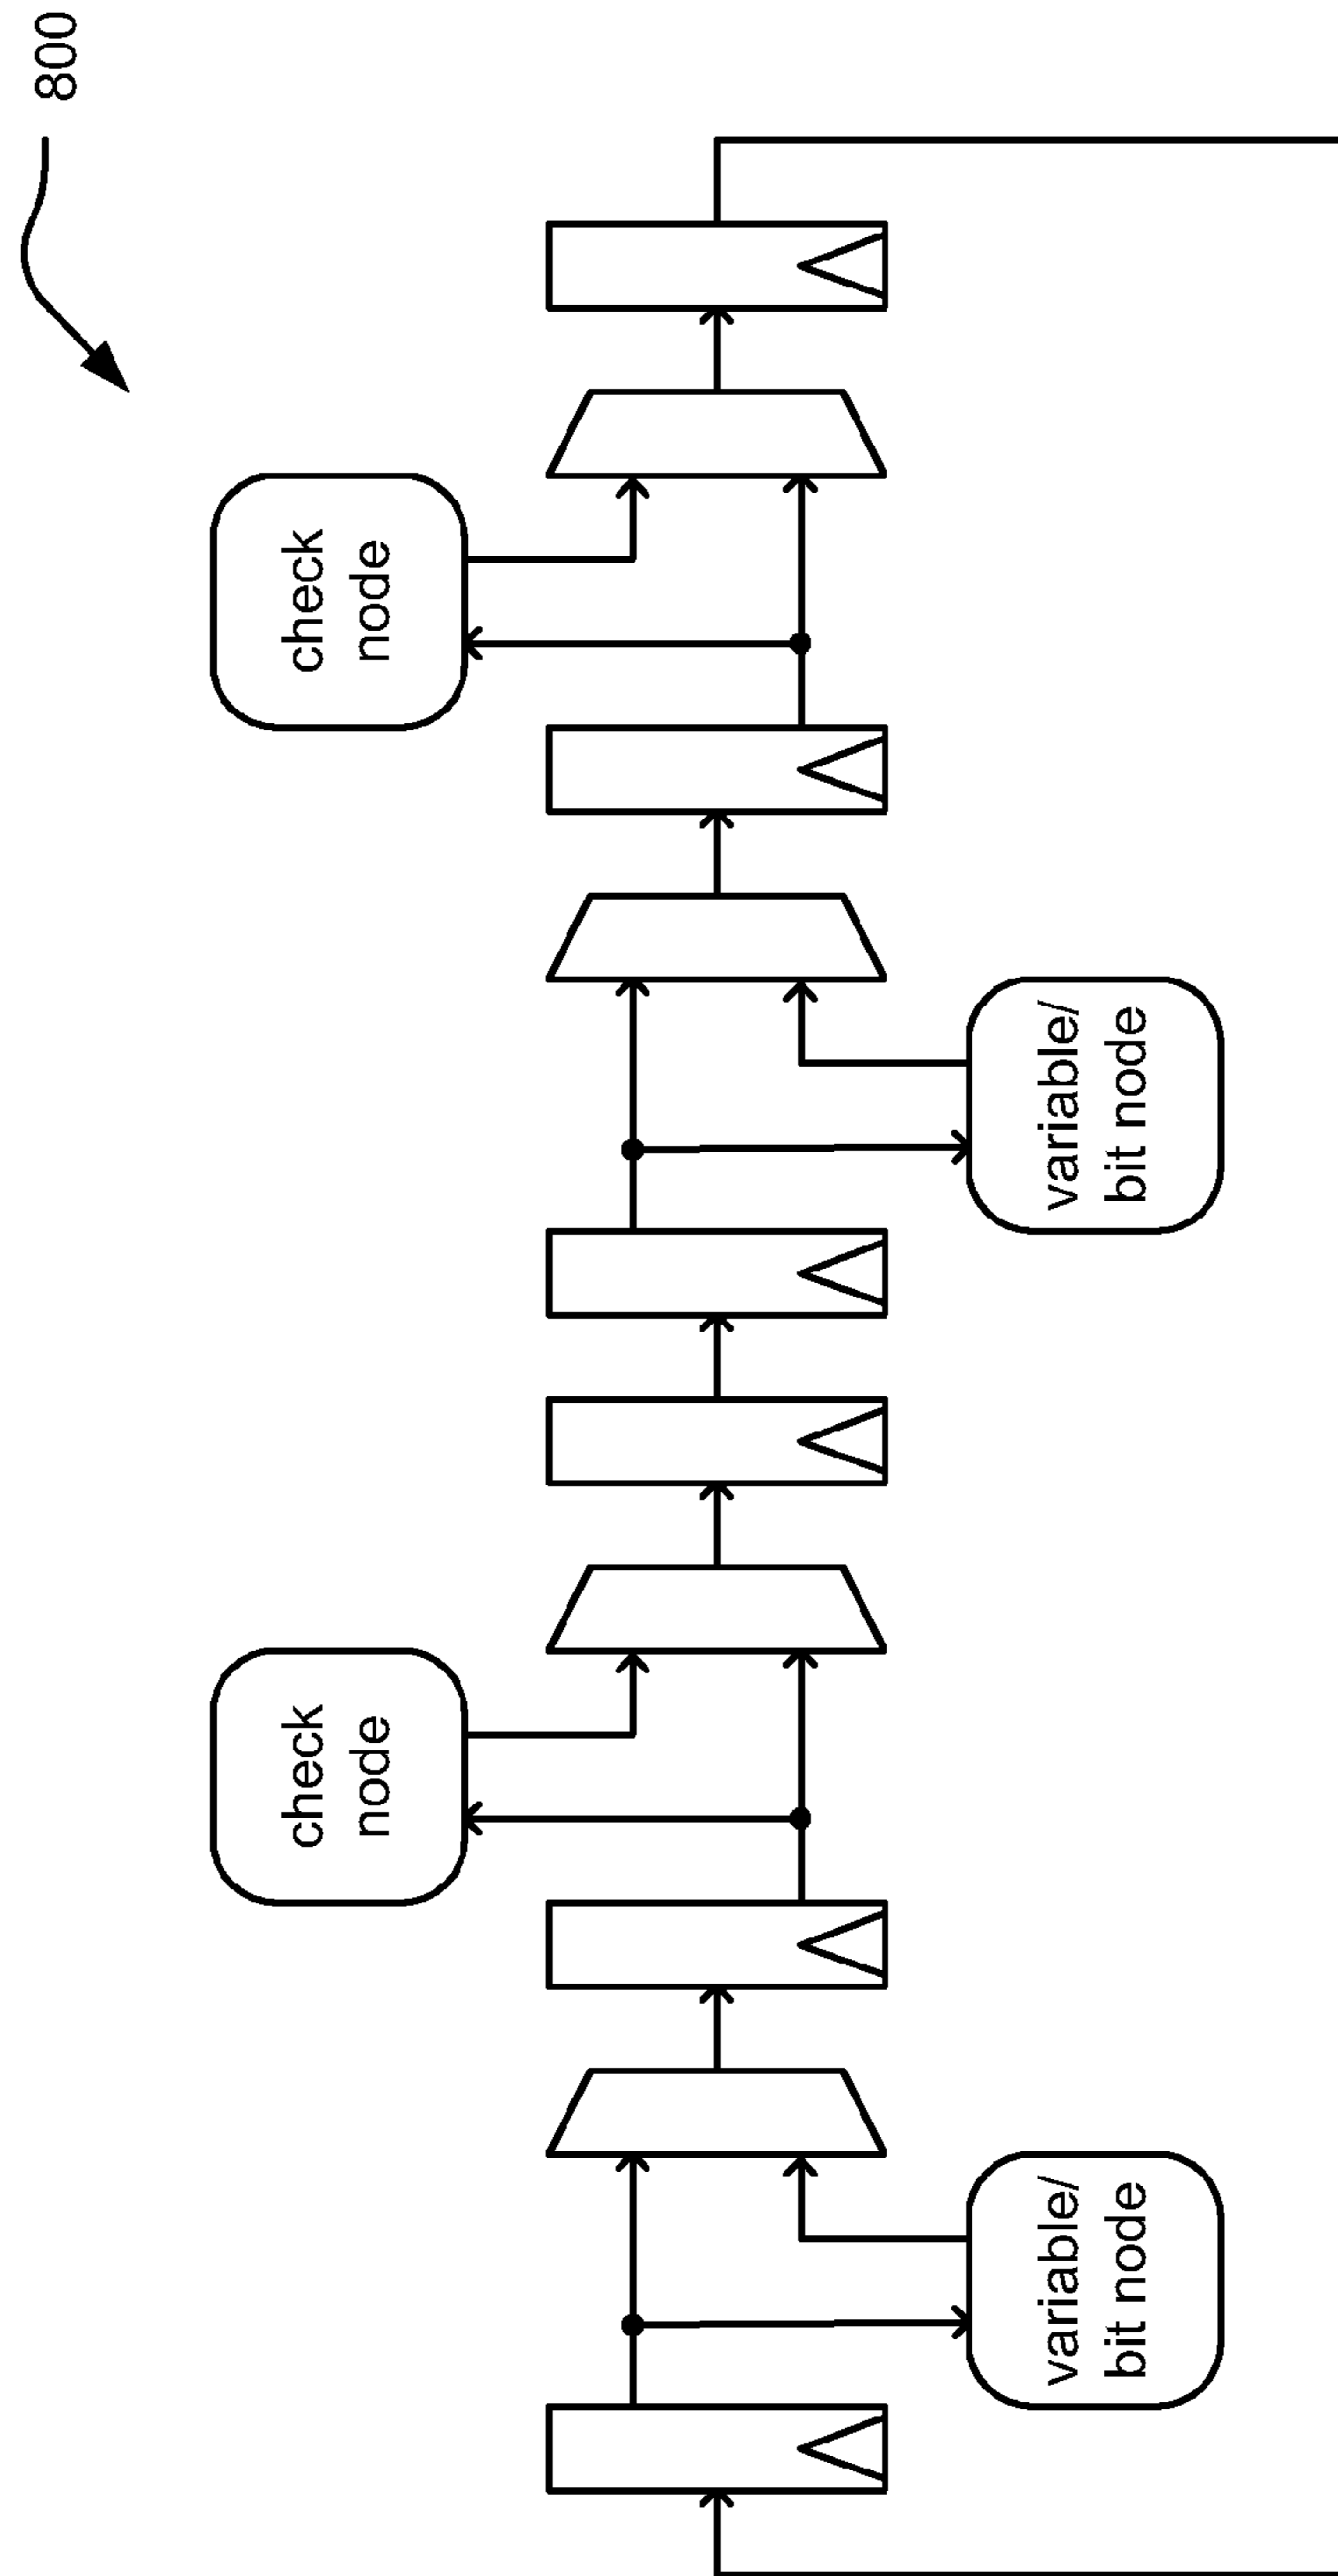 800
check
node
check
node
variable/
bit node
variable/
bit node